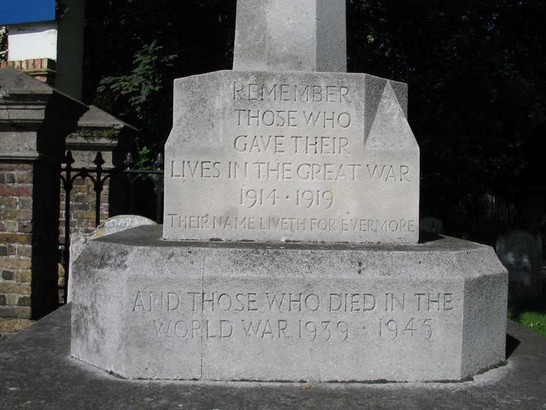 REMEMBER
THOSE WHO
GAVE THEIR
LIVES IN THE GREAT WAR
1914 · 1919
THEIR NAME LIVETH FOR EVERMORE
AND THOSE WHO DIED IN THE
WORLD WAR 1939 · 1945